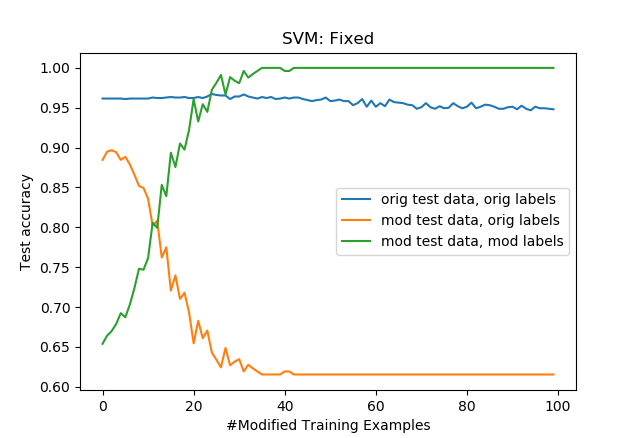 SVM: Fixed
1.00
0.95
0.90
0.85
0.80
0.75
0.70
0.65
0.60
Test accuracy
orig test data, orig labels
mod test data, orig labels
mod test data, mod labels
0 20 40 60 80 100
#Modified Training Examples